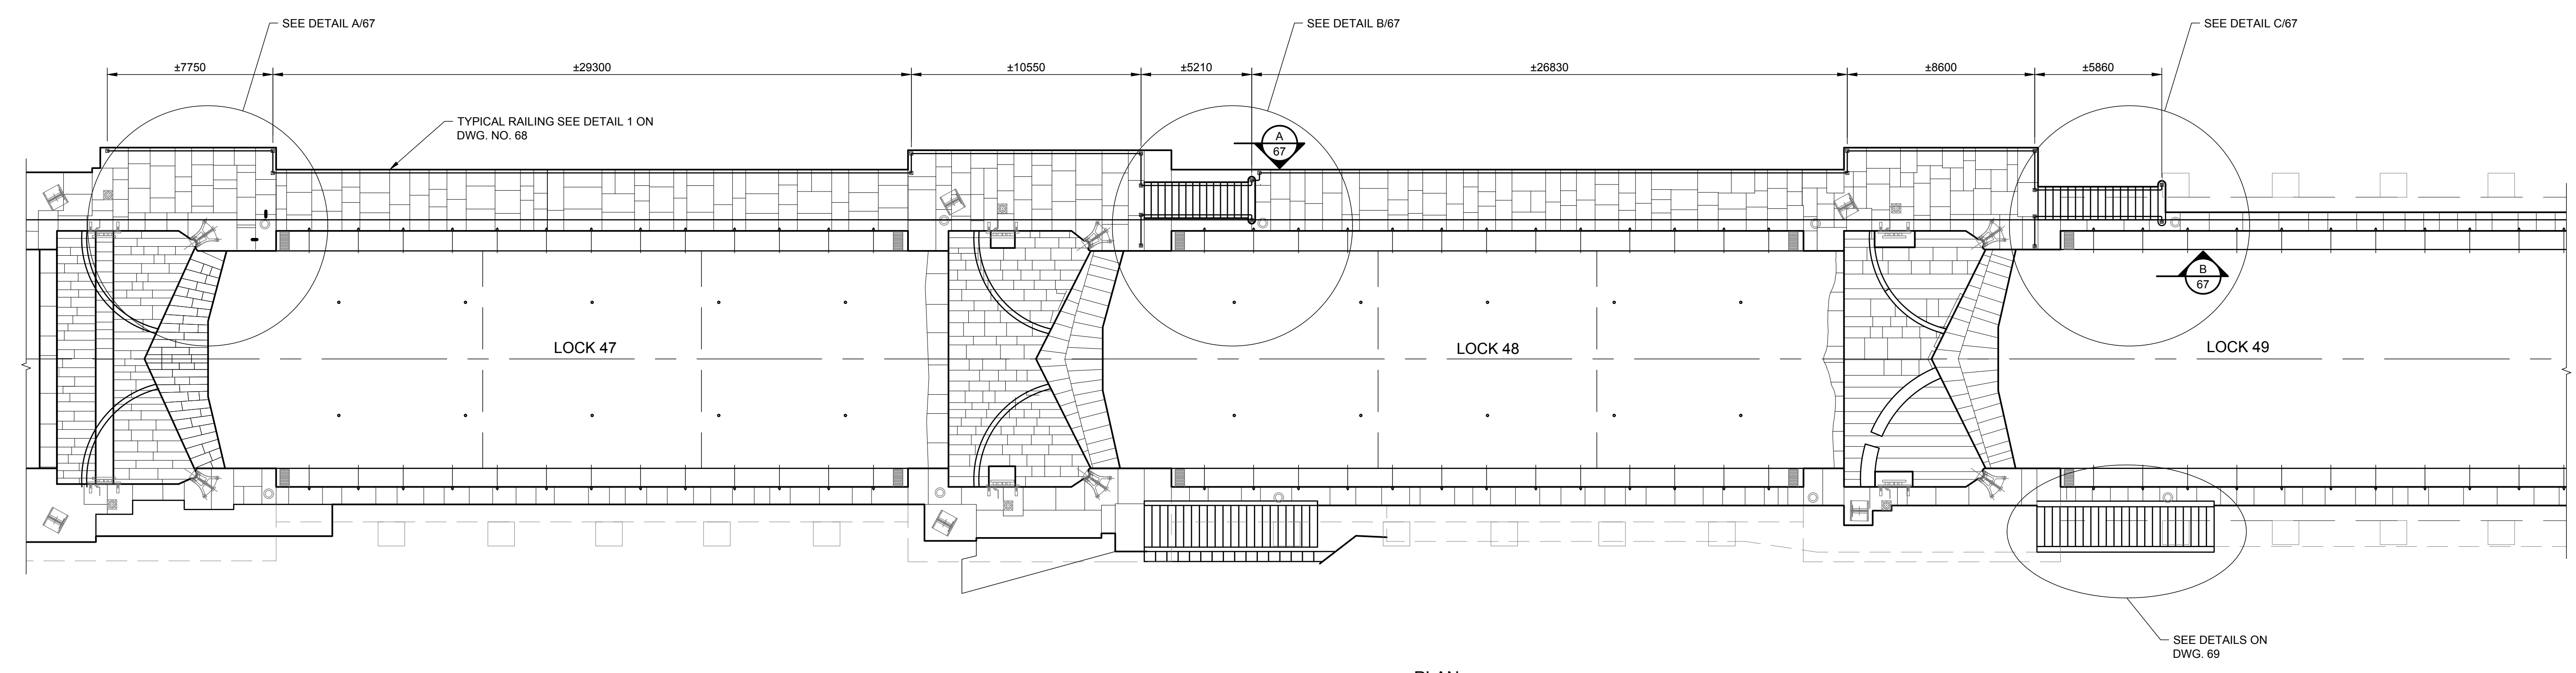 SEE DETAIL A/67
SEE DETAIL B/67
SEE DETAIL C/67
±7750
±29300
±10550
±5210
±26830
±8600
±5860
TYPICAL RAILING SEE DETAIL 1 ON
DWG. NO. 68
A
67
B
67
LOCK 47
LOCK 48
LOCK 49
SEE DETAILS ON
DWG. 69
PLAN